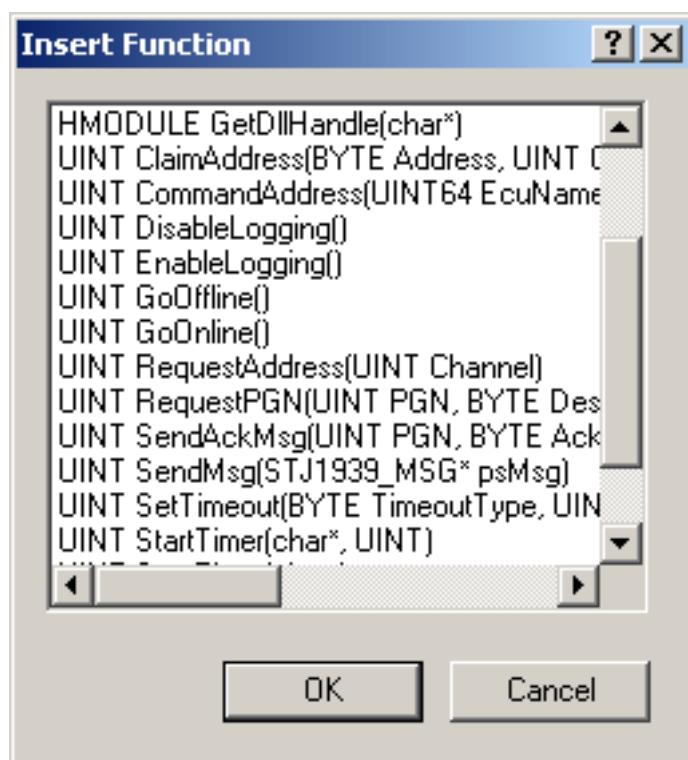 Insert Function
HMODULE GetDllHandle(char*)
UINT ClaimAddress(BYTE Address, UINT C
UINT CommandAddress(UINT64 EcuName
UINT DisableLogging()
UINT EnableLogging()
UINT GoOffline()
UINT GoOnline()
UINT RequestAddress(UINT Channel)
UINT RequestPGN(UINT PGN, BYTE Des
UINT SendAckMsg(UINT PGN, BYTE Ack
UINT SendMsg(STJ1939_MSG* psMsg)
UINT SetTimeout(BYTE TimeoutType, UIN
UINT StartTimer(char*, UINT)
OK Cancel